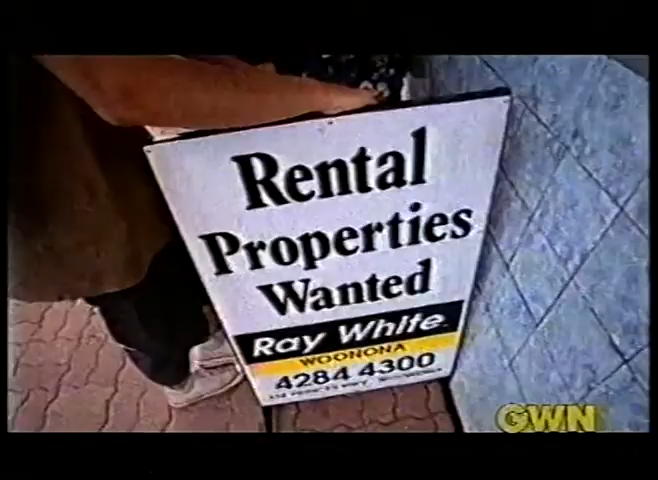 Rental
Properties
Wanted
Ray White
WOONONA
4284 4300
GWN